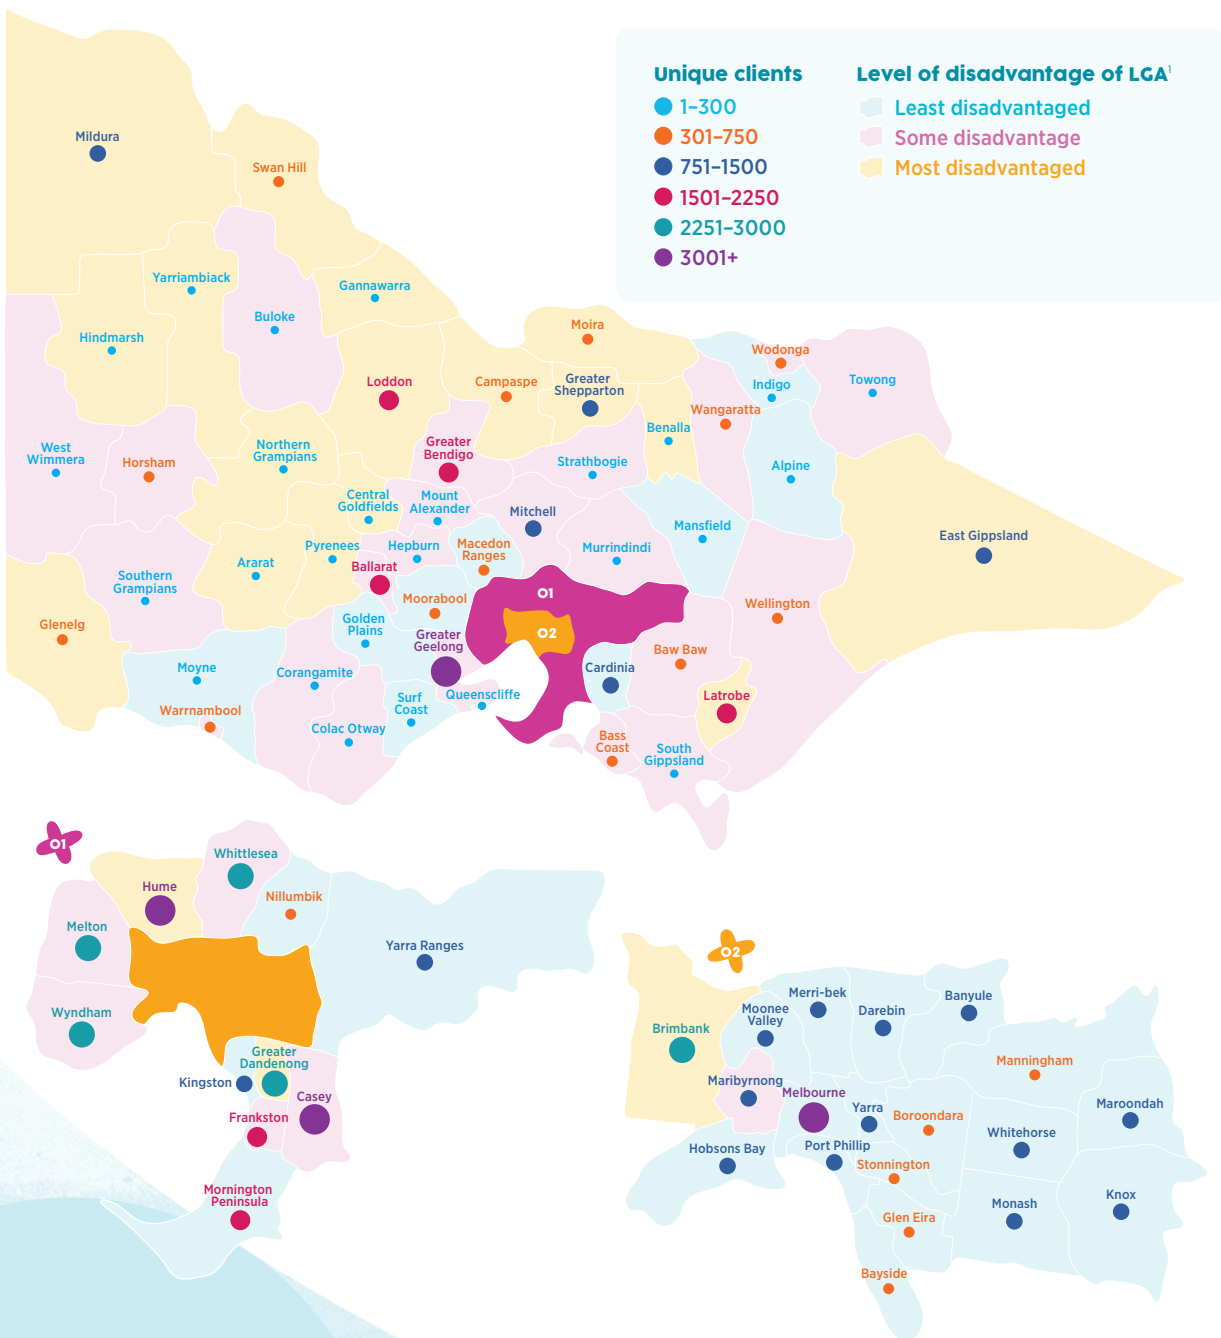 Unique clients
1–300
301–750
751–1500
1501–2250
2251–3000
3001+
Level of disadvantage of LGA¹
Least disadvantaged
Some disadvantage
Most disadvantaged
Mildura
Swan Hill
Yarriambiack
Gannawarra
Buloke
Hindmarsh
Moira
Wodonga
Loddon
Campaspe
Greater
Shepparton
Indigo
Towong
Wangaratta
Benalla
West
Wimmera
Horsham
Northern
Grampians
Greater
Bendigo
Strathbogie
Alpine
Central
Goldfields
Mount
Alexander
Mitchell
Mansfield
East Gippsland
Pyrenees
Hepburn
Macedon
Ranges
Murrindindi
Ararat
Ballarat
Southern
Grampians
Moorabool
01
02
Wellington
Glenelg
Golden
Plains
Greater
Geelong
Baw Baw
Moyne
Corangamite
Cardinia
Queenscliffe
Latrobe
Surf
Coast
Warrnambool
Colac Otway
Bass
Coast
South
Gippsland
01
Whittlesea
Hume
Nillumbik
Melton
Yarra Ranges
Wyndham
Greater
Dandenong
Kingston
Casey
Frankston
Mornington
Peninsula
02
Merri-bek
Banyule
Moonee
Valley
Darebin
Brimbank
Manningham
Maribyrnong
Melbourne
Yarra
Boroondara
Maroondah
Whitehorse
Hobsons Bay
Port Phillip
Stonnington
Monash
Knox
Glen Eira
Bayside